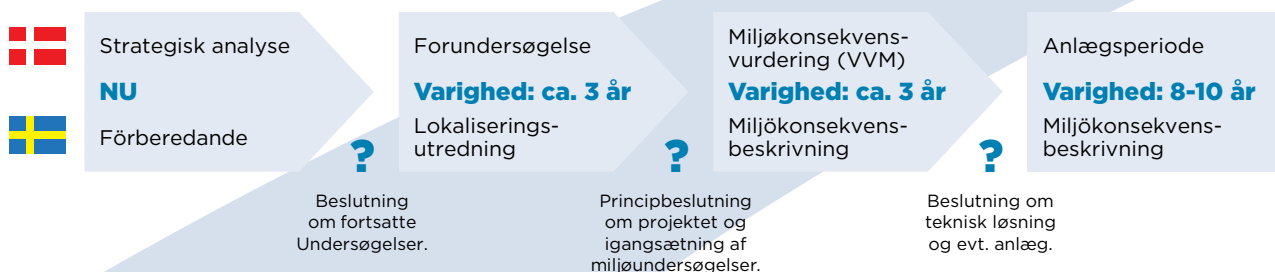 Strategisk analyse
NU
Förberedande
?
Beslutning
om fortsatte
Undersøgelser.
Forundersøgelse
Varighed: ca. 3 år
Lokaliserings-
utredning
?
Principbeslutning
om projektet og
igangsætning af
miljøundersøgelser.
Miljøkonsekvens-
vurdering (VVM)
Varighed: ca. 3 år
Miljökonsekvens-
beskrivning
?
Beslutning om
teknisk løsning
og evt. anlæg.
Anlægsperiode
Varighed: 8-10 år
Miljökonsekvens-
beskrivning